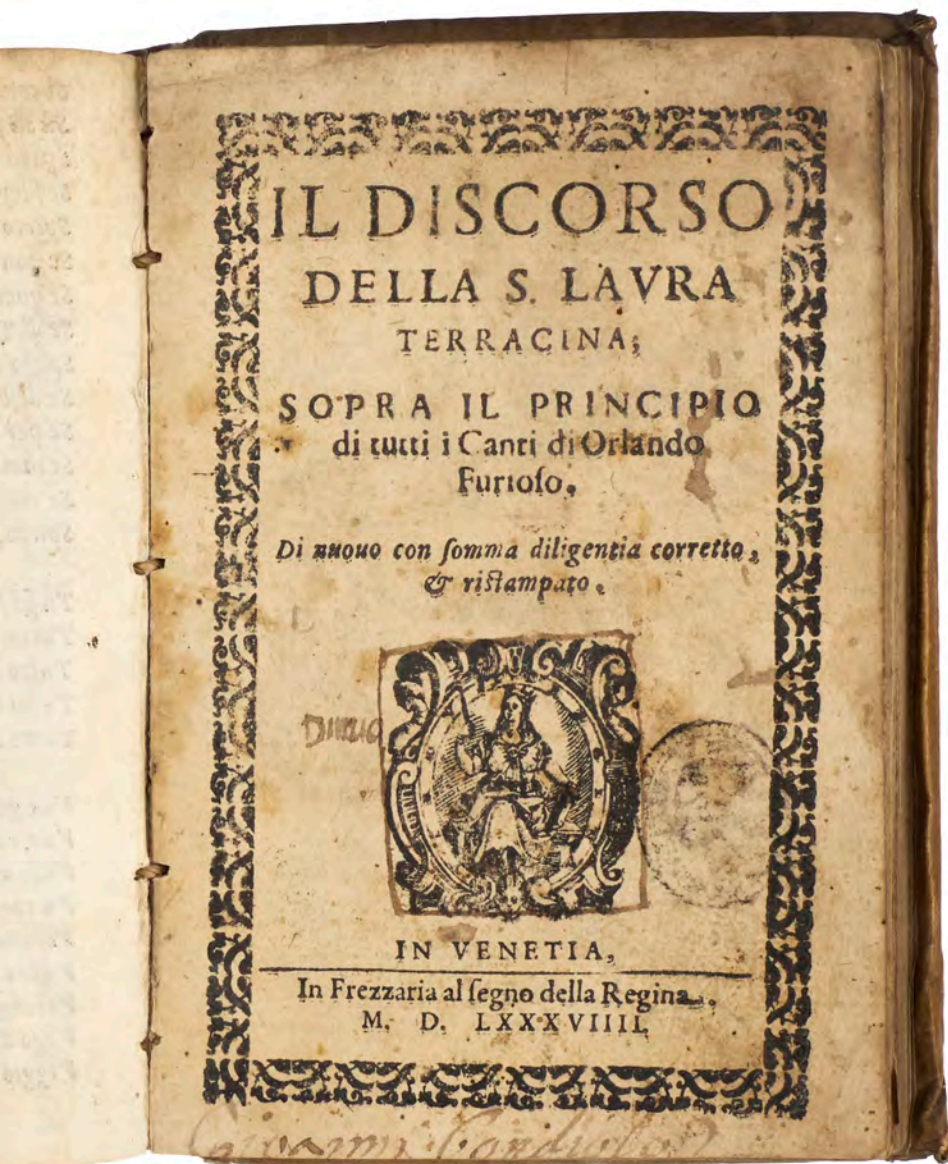 IL DISCORSO
DELLA S. LAVRA
TERRACINA;
SOPRA IL PRINCIPIO
di tutti i Canti di Orlando
Furioſo.
Di nuouo con ſomma diligentia corretto,
& riſtampato.
IN VENETIA,
In Frezzaria al ſegno della Regina.
M. D. LXXXVIIII.